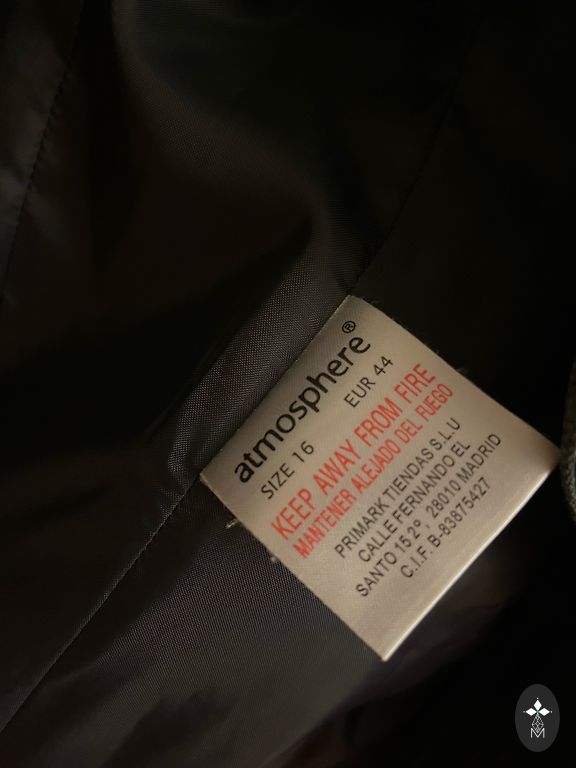 atmosphere®
SIZE 16 EUR 44
KEEP AWAY FROM FIRE
MANTENER ALEJADO DEL FUEGO
PRIMARK TIENDAS S.L.U
CALLE FERNANDO EL
SANTO 15 2º, 28010 MADRID
C.I.F. B-83875427
M